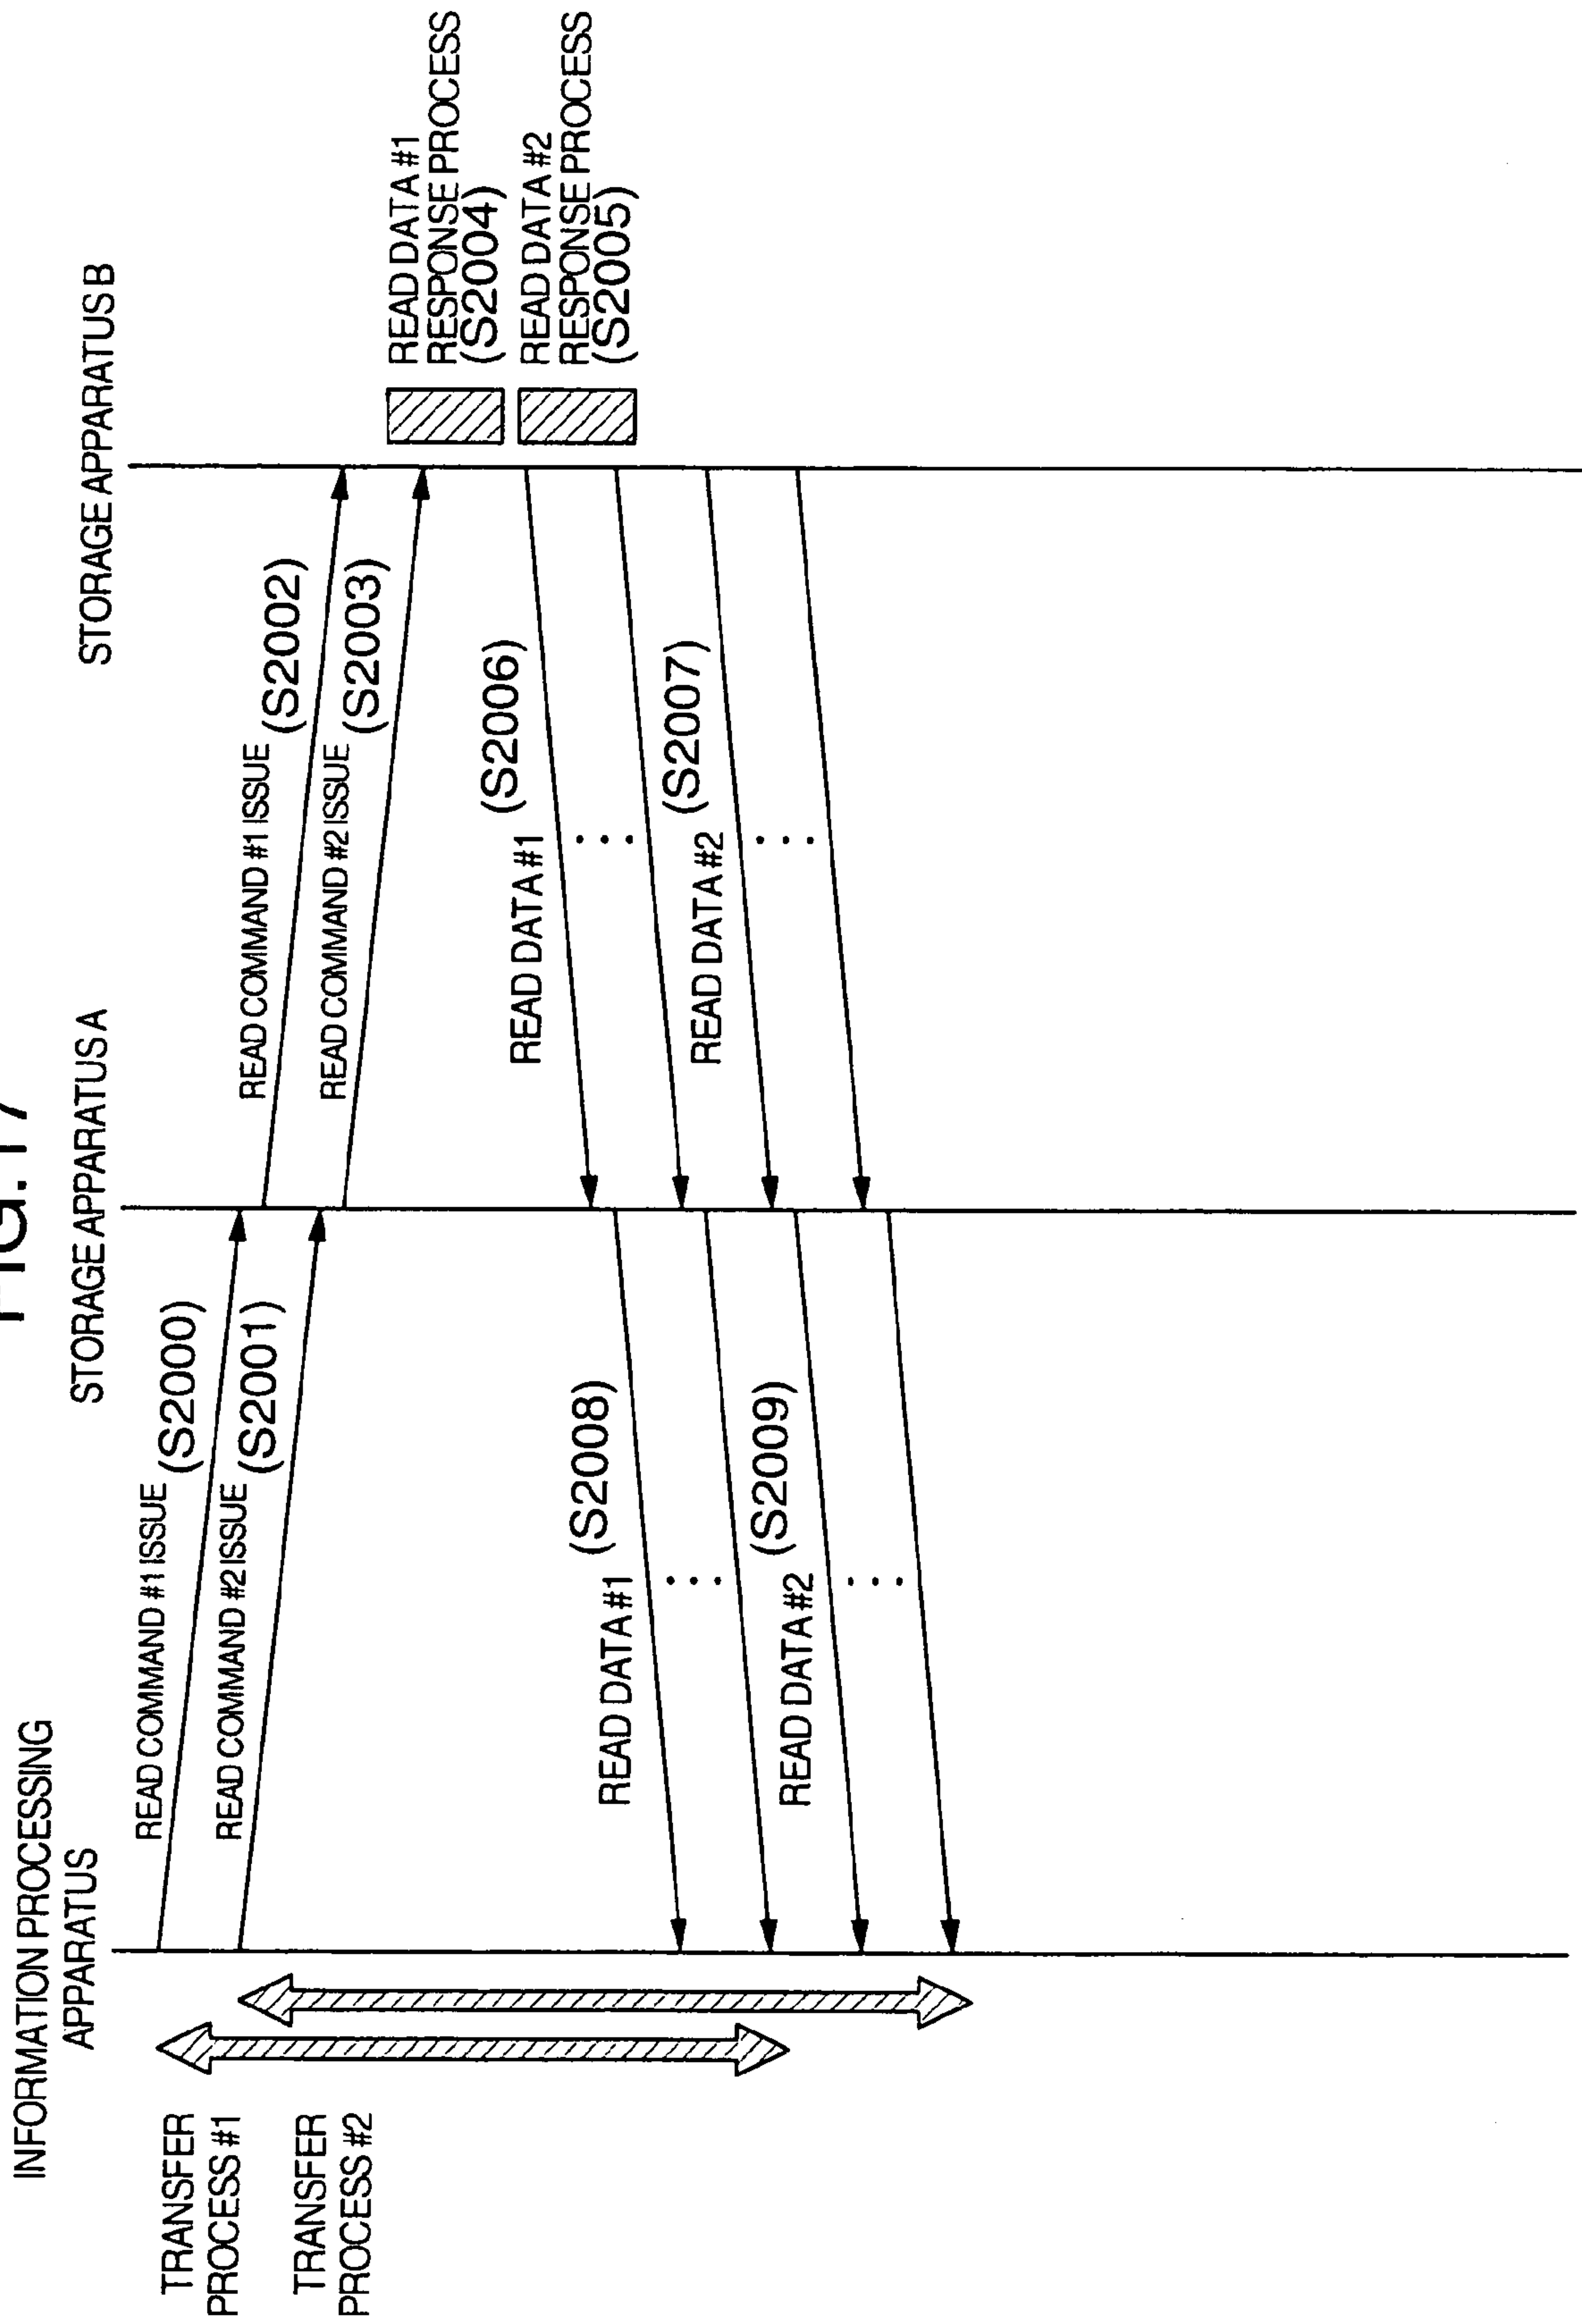 FIG.17
INFORMATION PROCESSING
APPARATUS
STORAGE APPARATUS A
STORAGE APPARATUS B
TRANSFER
PROCESS #1
TRANSFER
PROCESS #2
READ COMMAND #1 ISSUE (S2000)
READ COMMAND #2 ISSUE (S2001)
READ COMMAND #1 ISSUE (S2002)
READ COMMAND #2 ISSUE (S2003)
READ DATA #1
RESPONSE PROCESS
(S2004)
READ DATA #2
RESPONSE PROCESS
(S2005)
READ DATA #1 (S2006)
READ DATA #2 (S2007)
READ DATA #1 (S2008)
READ DATA #2 (S2009)